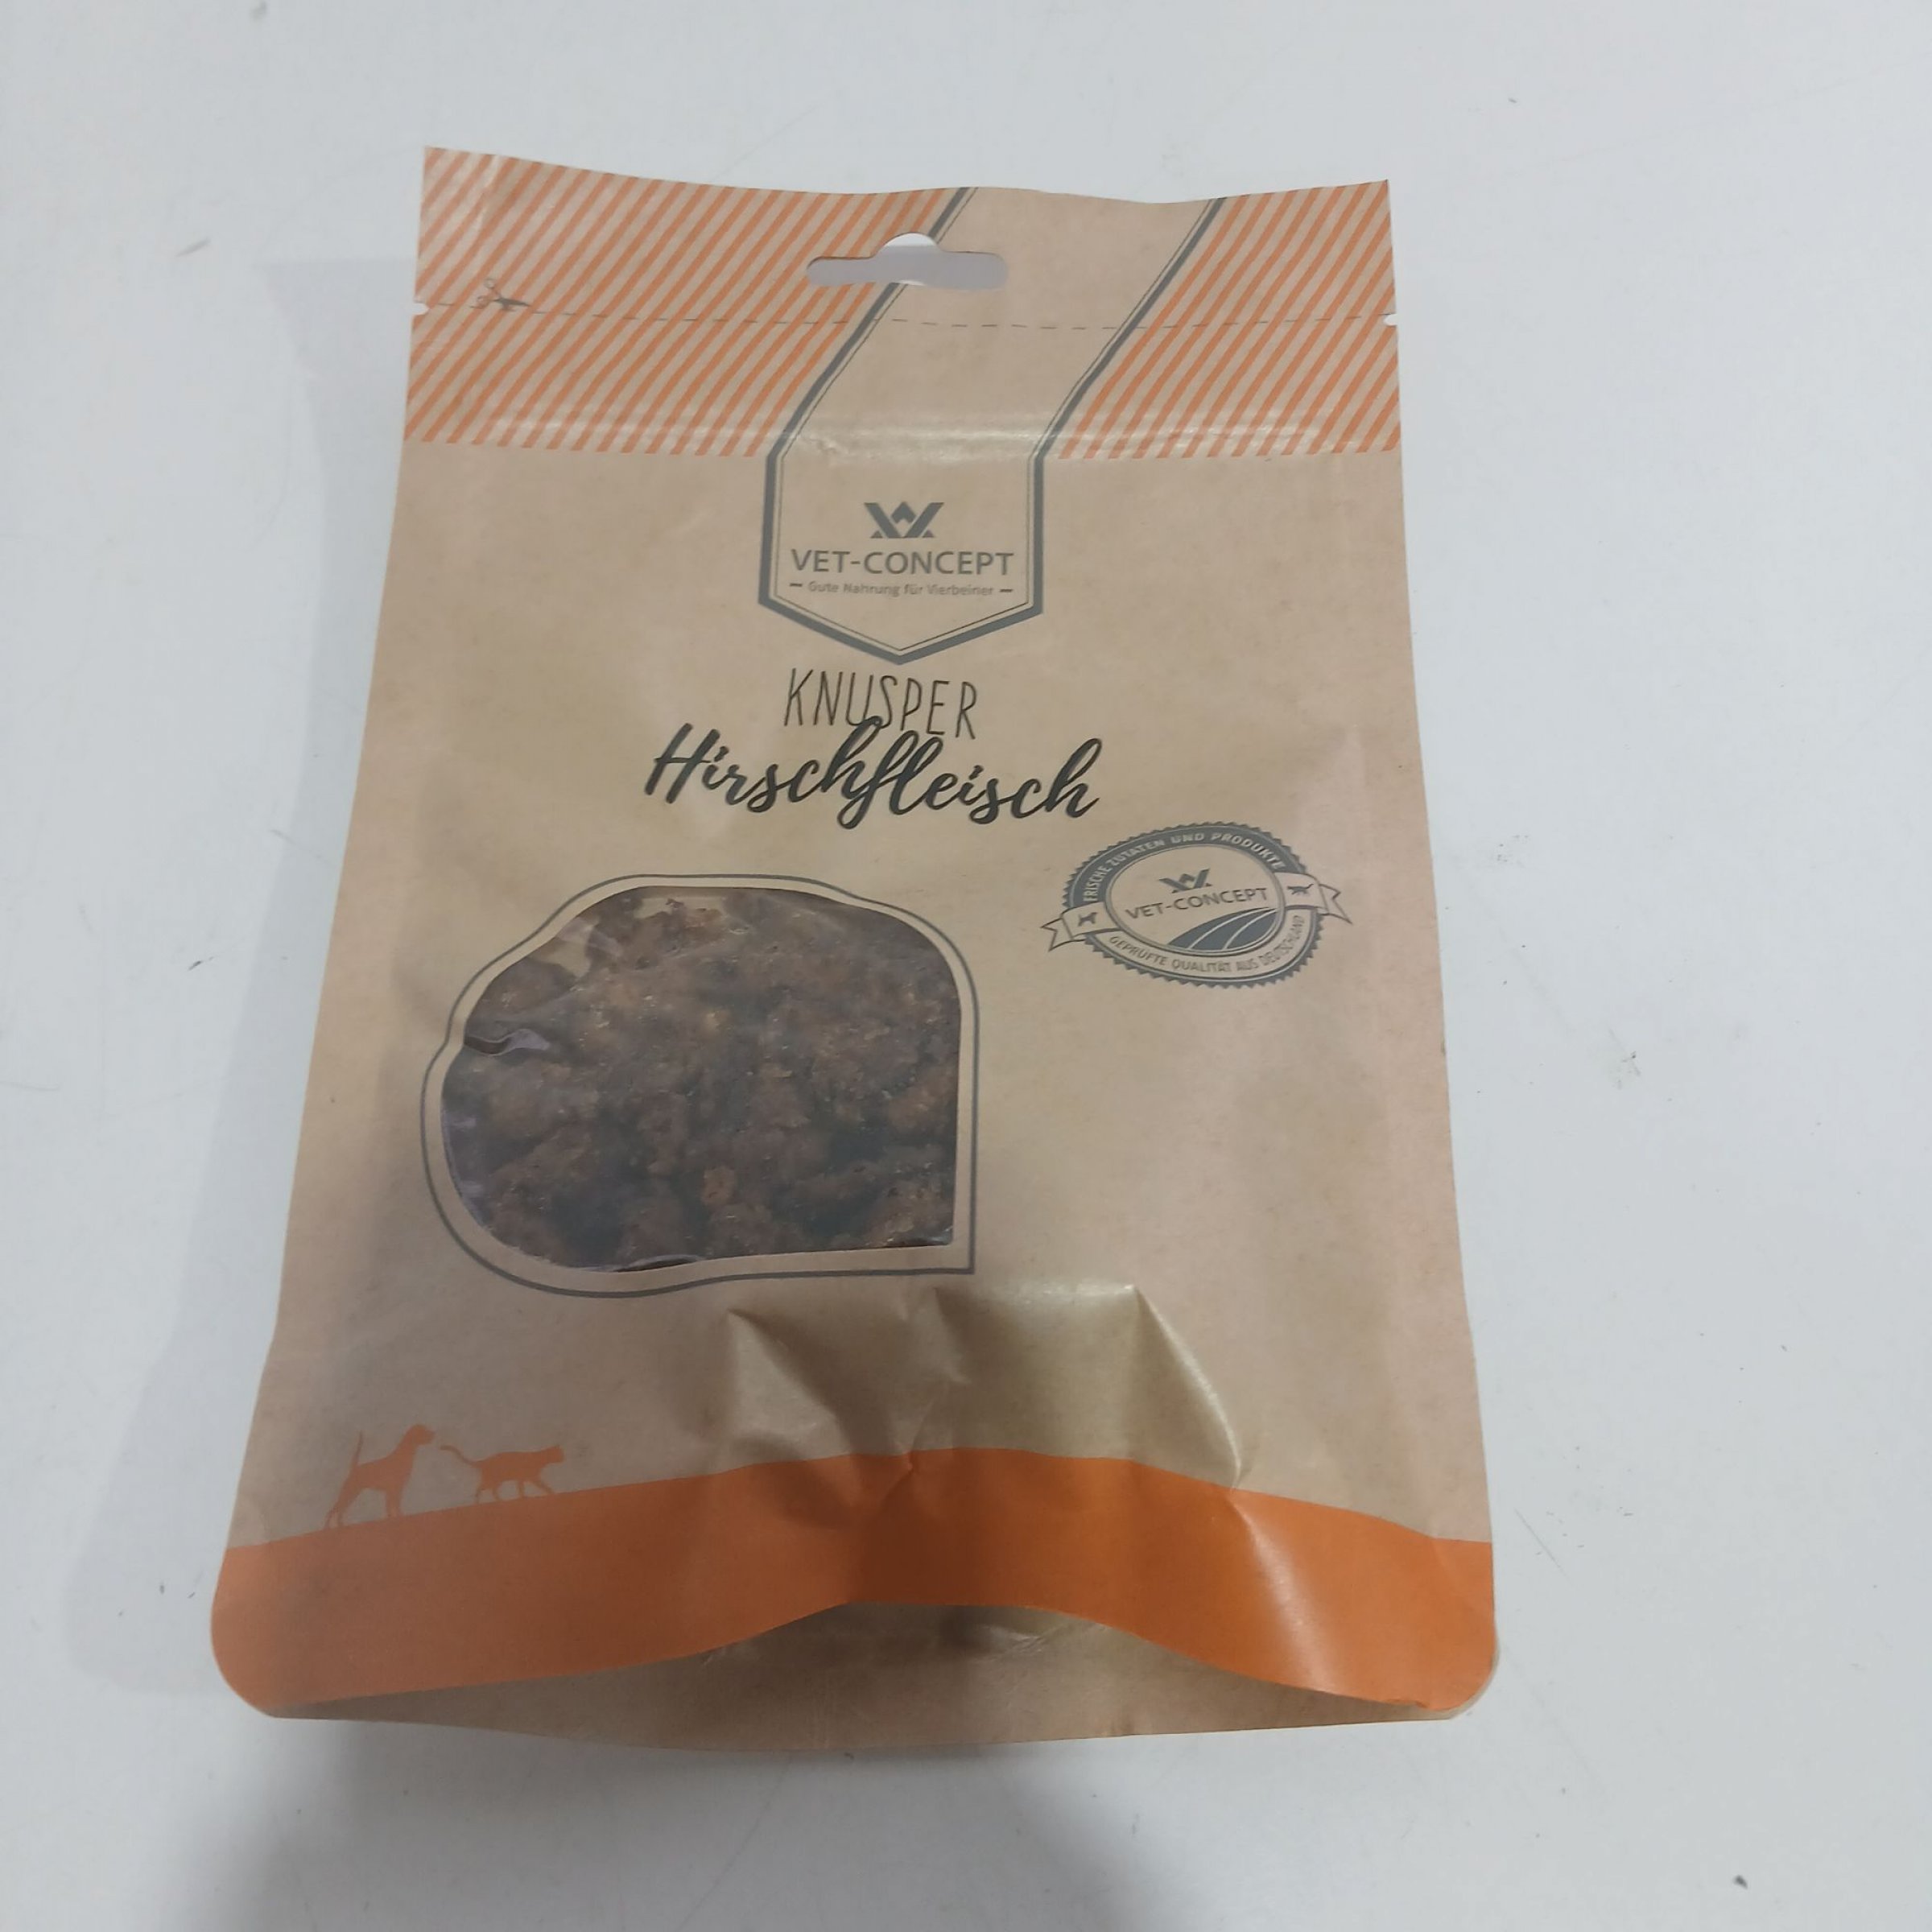 VET-CONCEPT
Gute Nahrung für Vierbeiner
KNUSPER
Hirschfleisch
FRISCHE ZUTATEN UND PRODUKTE
VET-CONCEPT
GEPRÜFTE QUALITÄT AUS DEUTSCHLAND